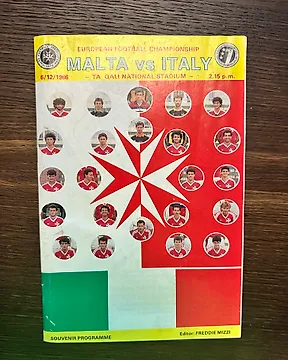 EUROPEAN FOOTBALL CHAMPIONSHIP
MALTA vs ITALY
6/12/1986 – TA' QALI NATIONAL STADIUM – 2.15 p.m.
SOUVENIR PROGRAMME Editor: FREDDIE MIZZI